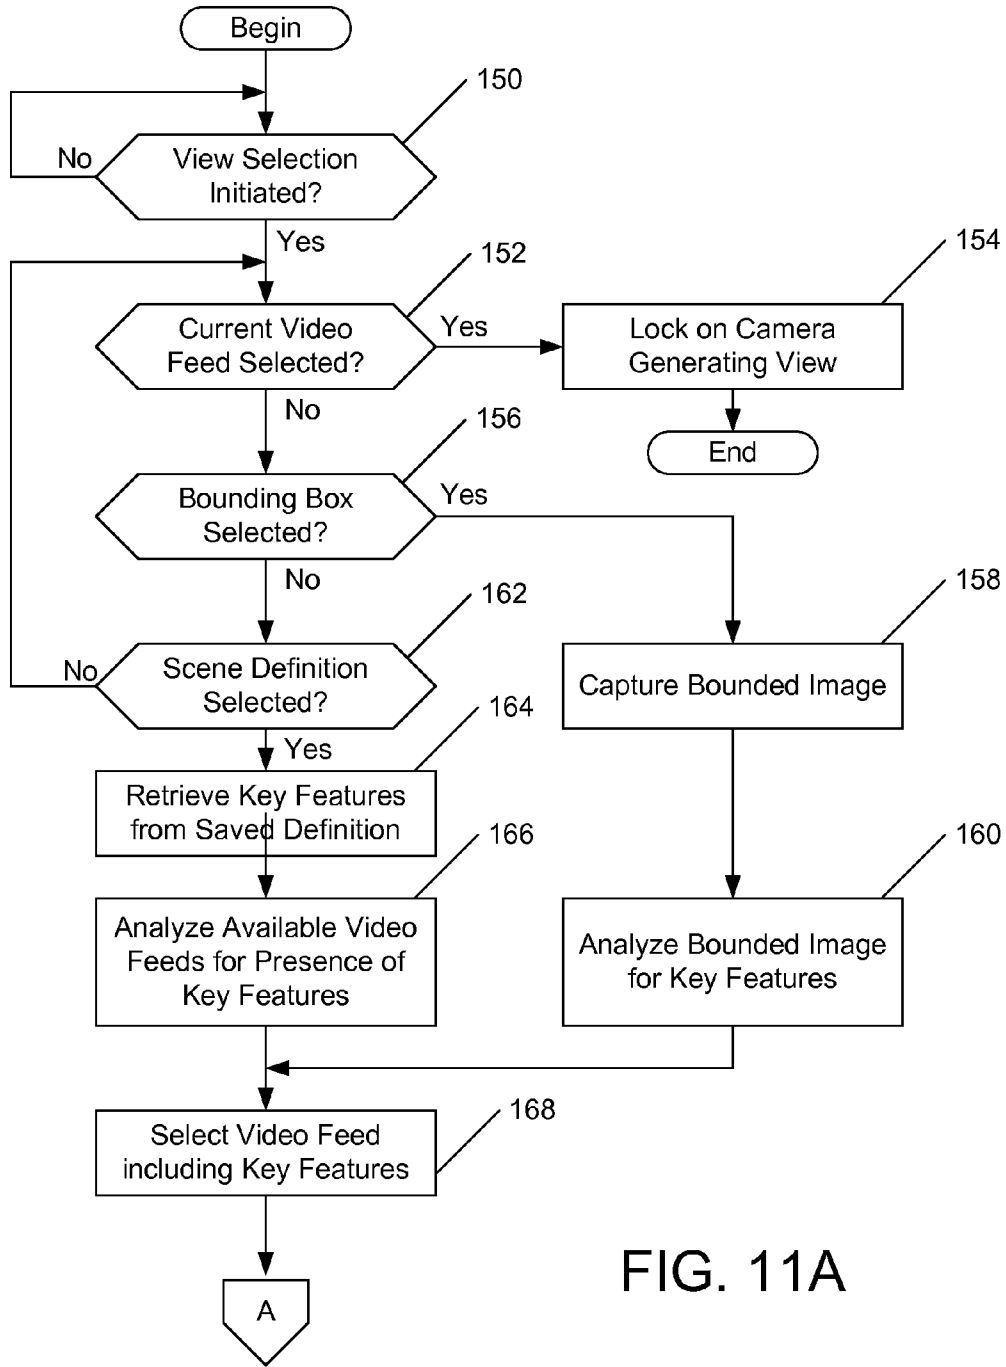 Begin
150
No
View Selection
Initiated?
Yes
152
154
Current Video
Feed Selected?
Yes
Lock on Camera
Generating View
No
156
End
Bounding Box
Selected?
Yes
No
162
158
No
Scene Definition
Selected?
Capture Bounded Image
Yes
164
Retrieve Key Features
from Saved Definition
166
160
Analyze Available Video
Feeds for Presence of
Key Features
Analyze Bounded Image
for Key Features
168
Select Video Feed
including Key Features
A
FIG. 11A